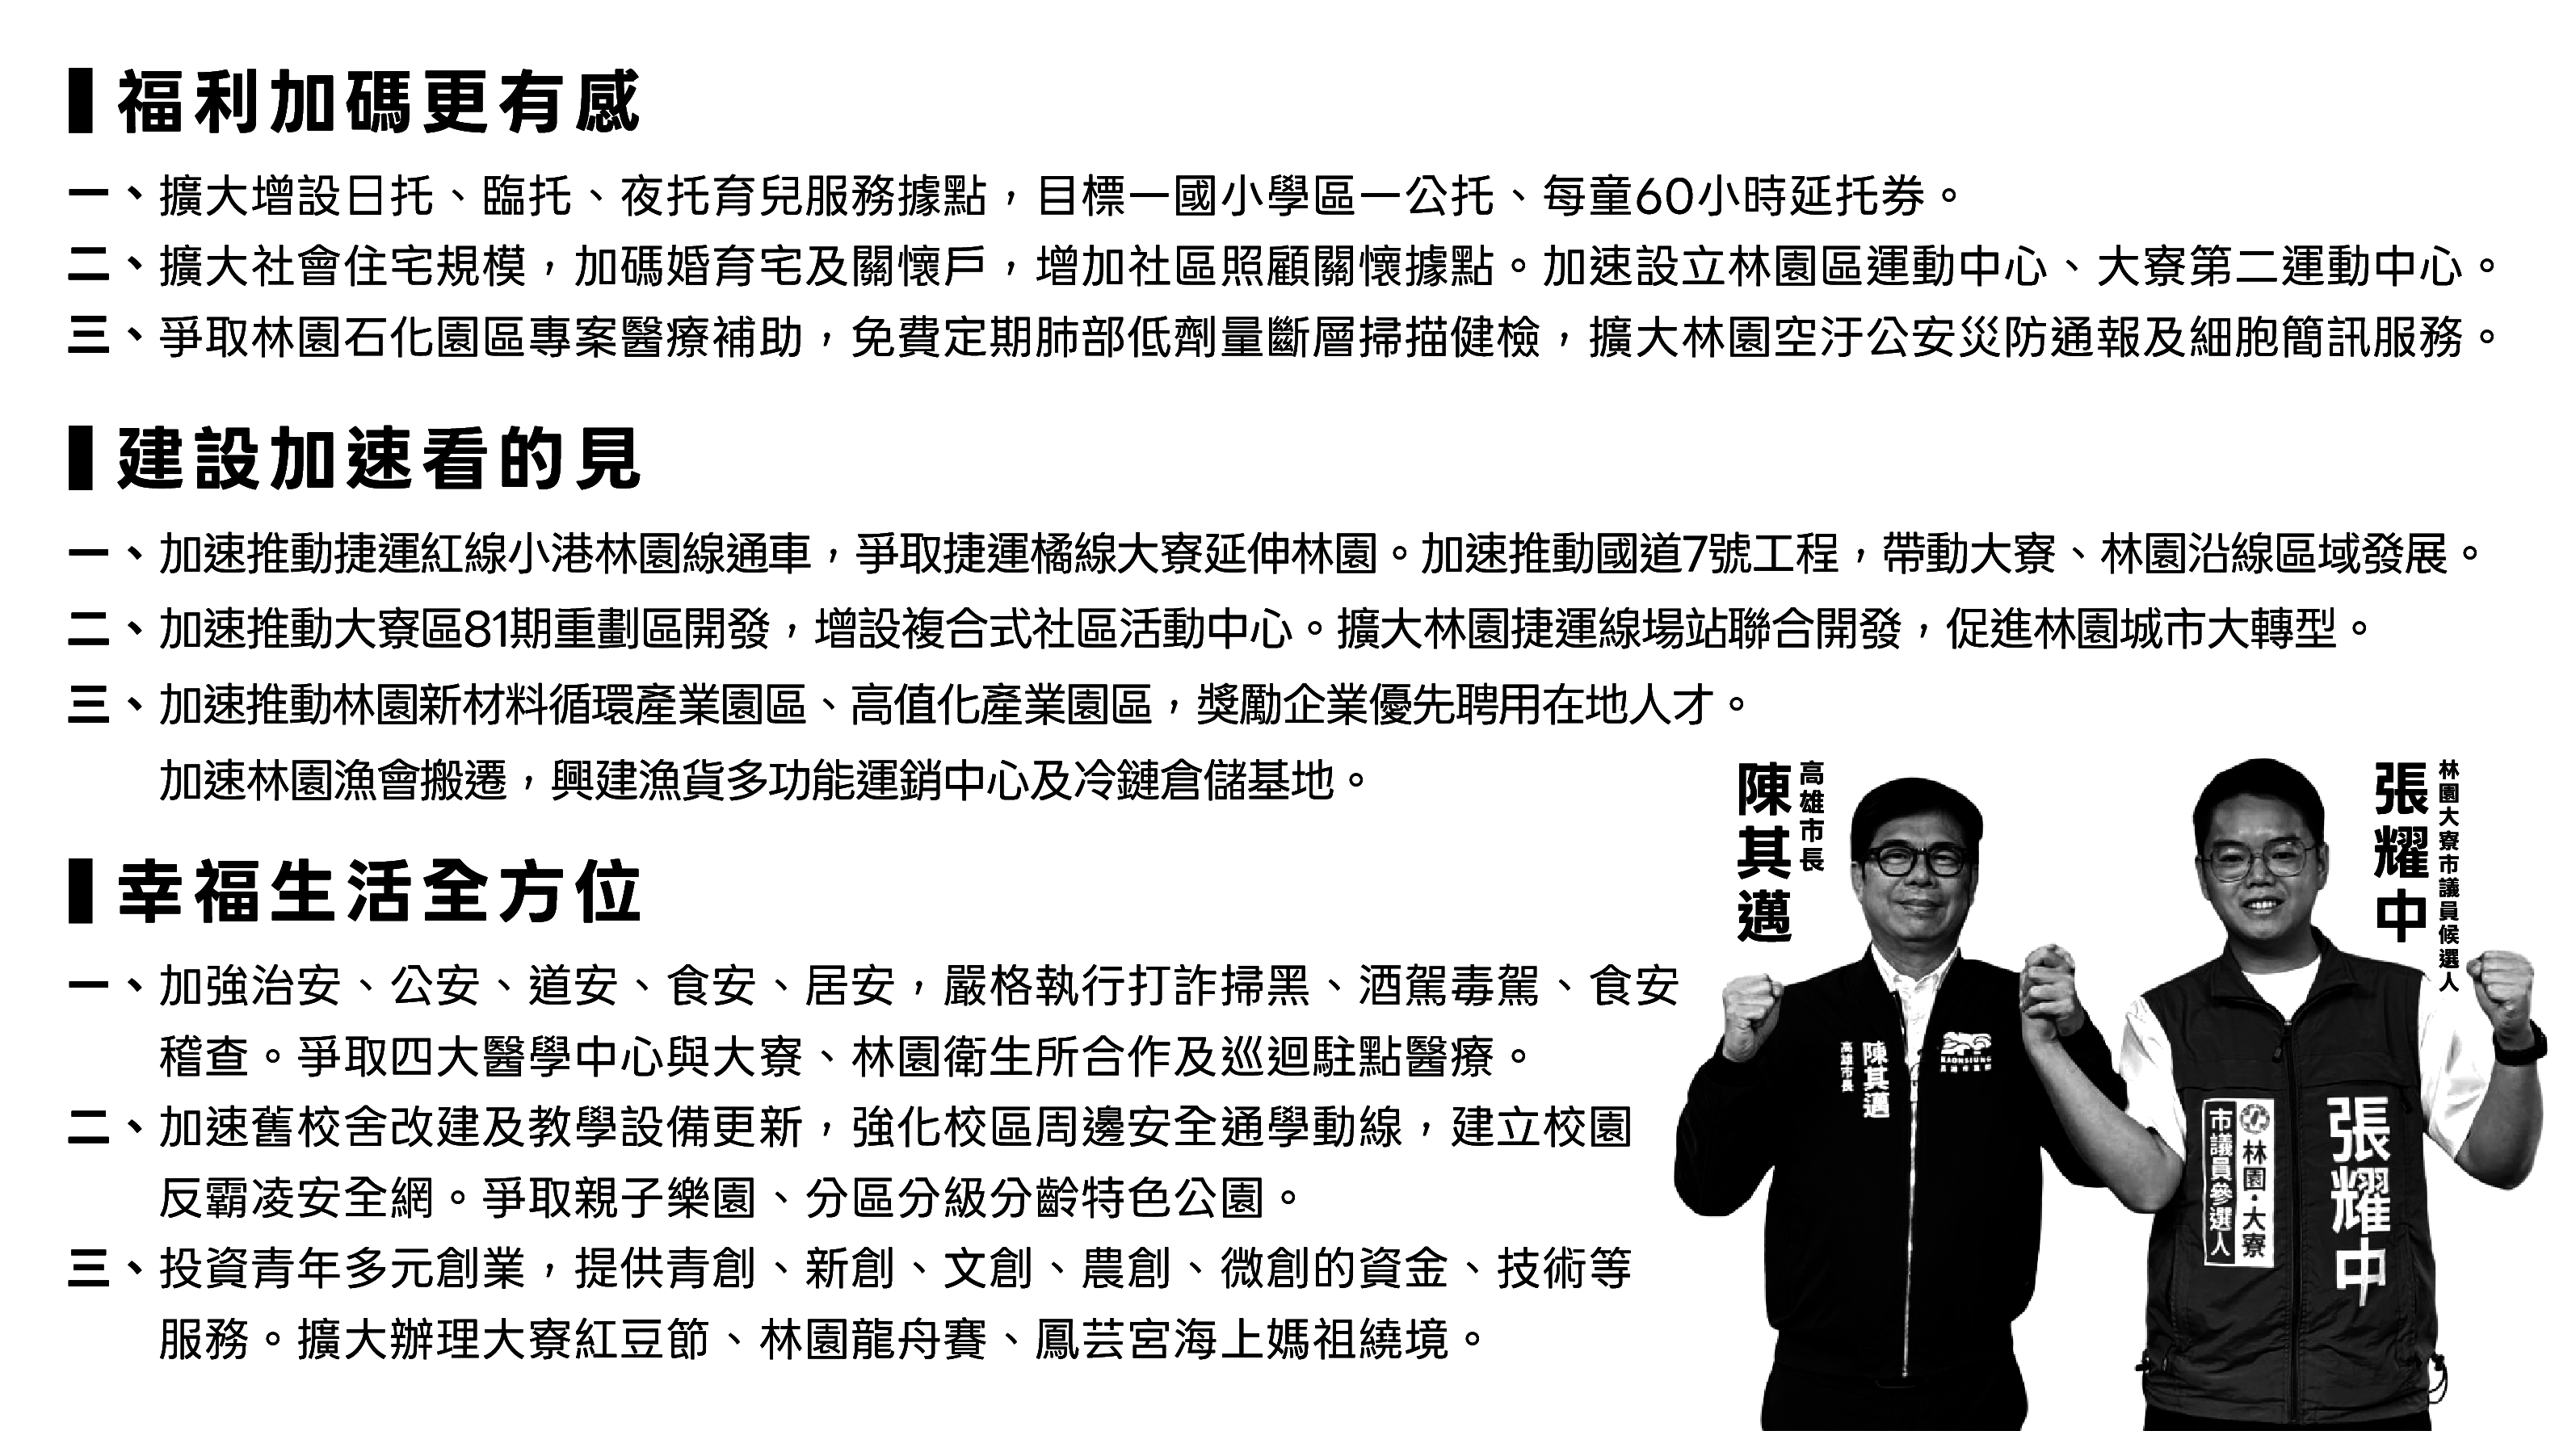 福利加碼更有感
一、擴大增設日托、臨托、夜托育兒服務據點，目標一國小學區一公托、每童60小時延托券。
二、擴大社會住宅規模，加碼婚育宅及關懷戶，增加社區照顧關懷據點。加速設立林園區運動中心、大寮第二運動中心。
三、爭取林園石化園區專案醫療補助，免費定期肺部低劑量斷層掃描健檢，擴大林園空汙公安災防通報及細胞簡訊服務。
建設加速看的見
一、加速推動捷運紅線小港林園線通車，爭取捷運橘線大寮延伸林園。加速推動國道7號工程，帶動大寮、林園沿線區域發展。
二、加速推動大寮區81期重劃區開發，增設複合式社區活動中心。擴大林園捷運線場站聯合開發，促進林園城市大轉型。
三、加速推動林園新材料循環產業園區、高值化產業園區，獎勵企業優先聘用在地人才。
加速林園漁會搬遷，興建漁貨多功能運銷中心及冷鏈倉儲基地。
幸福生活全方位
一、加強治安、公安、道安、食安、居安，嚴格執行打詐掃黑、酒駕毒駕、食安
稽查。爭取四大醫學中心與大寮、林園衛生所合作及巡迴駐點醫療。
二、加速舊校舍改建及教學設備更新，強化校區周邊安全通學動線，建立校園
反霸凌安全網。爭取親子樂園、分區分級分齡特色公園。
三、投資青年多元創業，提供青創、新創、文創、農創、微創的資金、技術等
服務。擴大辦理大寮紅豆節、林園龍舟賽、鳳芸宮海上媽祖繞境。
高雄市長
陳其邁
林園大寮市議員候選人
張耀中
陳其邁
高雄市長
KAOHSIUNG
張耀中
林園・大寮
市議員參選人